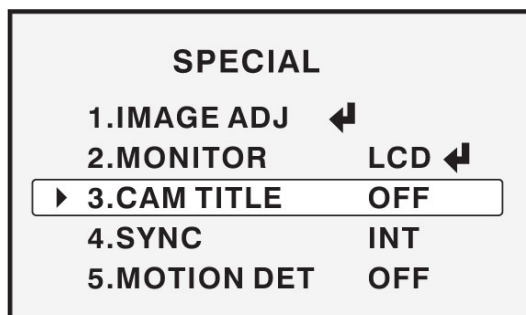 SPECIAL
1.IMAGE ADJ ↲
2.MONITOR LCD ↲
3.CAM TITLE OFF
4.SYNC INT
5.MOTION DET OFF